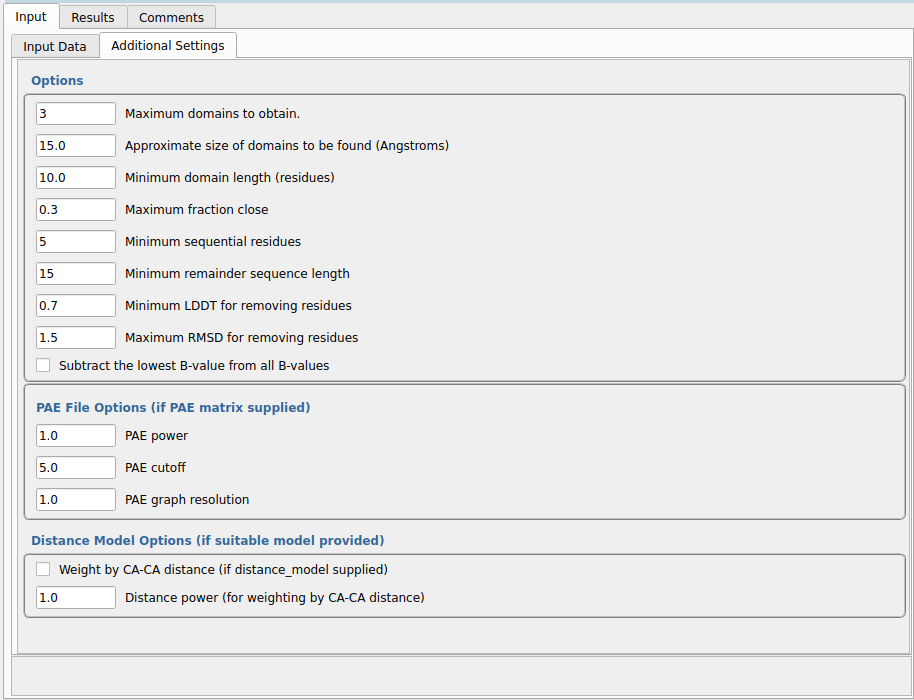 Input Results Comments
Input Data Additional Settings
Options
3 Maximum domains to obtain.
15.0 Approximate size of domains to be found (Angstroms)
10.0 Minimum domain length (residues)
0.3 Maximum fraction close
5 Minimum sequential residues
15 Minimum remainder sequence length
0.7 Minimum LDDT for removing residues
1.5 Maximum RMSD for removing residues
Subtract the lowest B-value from all B-values
PAE File Options (if PAE matrix supplied)
1.0 PAE power
5.0 PAE cutoff
1.0 PAE graph resolution
Distance Model Options (if suitable model provided)
Weight by CA-CA distance (if distance_model supplied)
1.0 Distance power (for weighting by CA-CA distance)